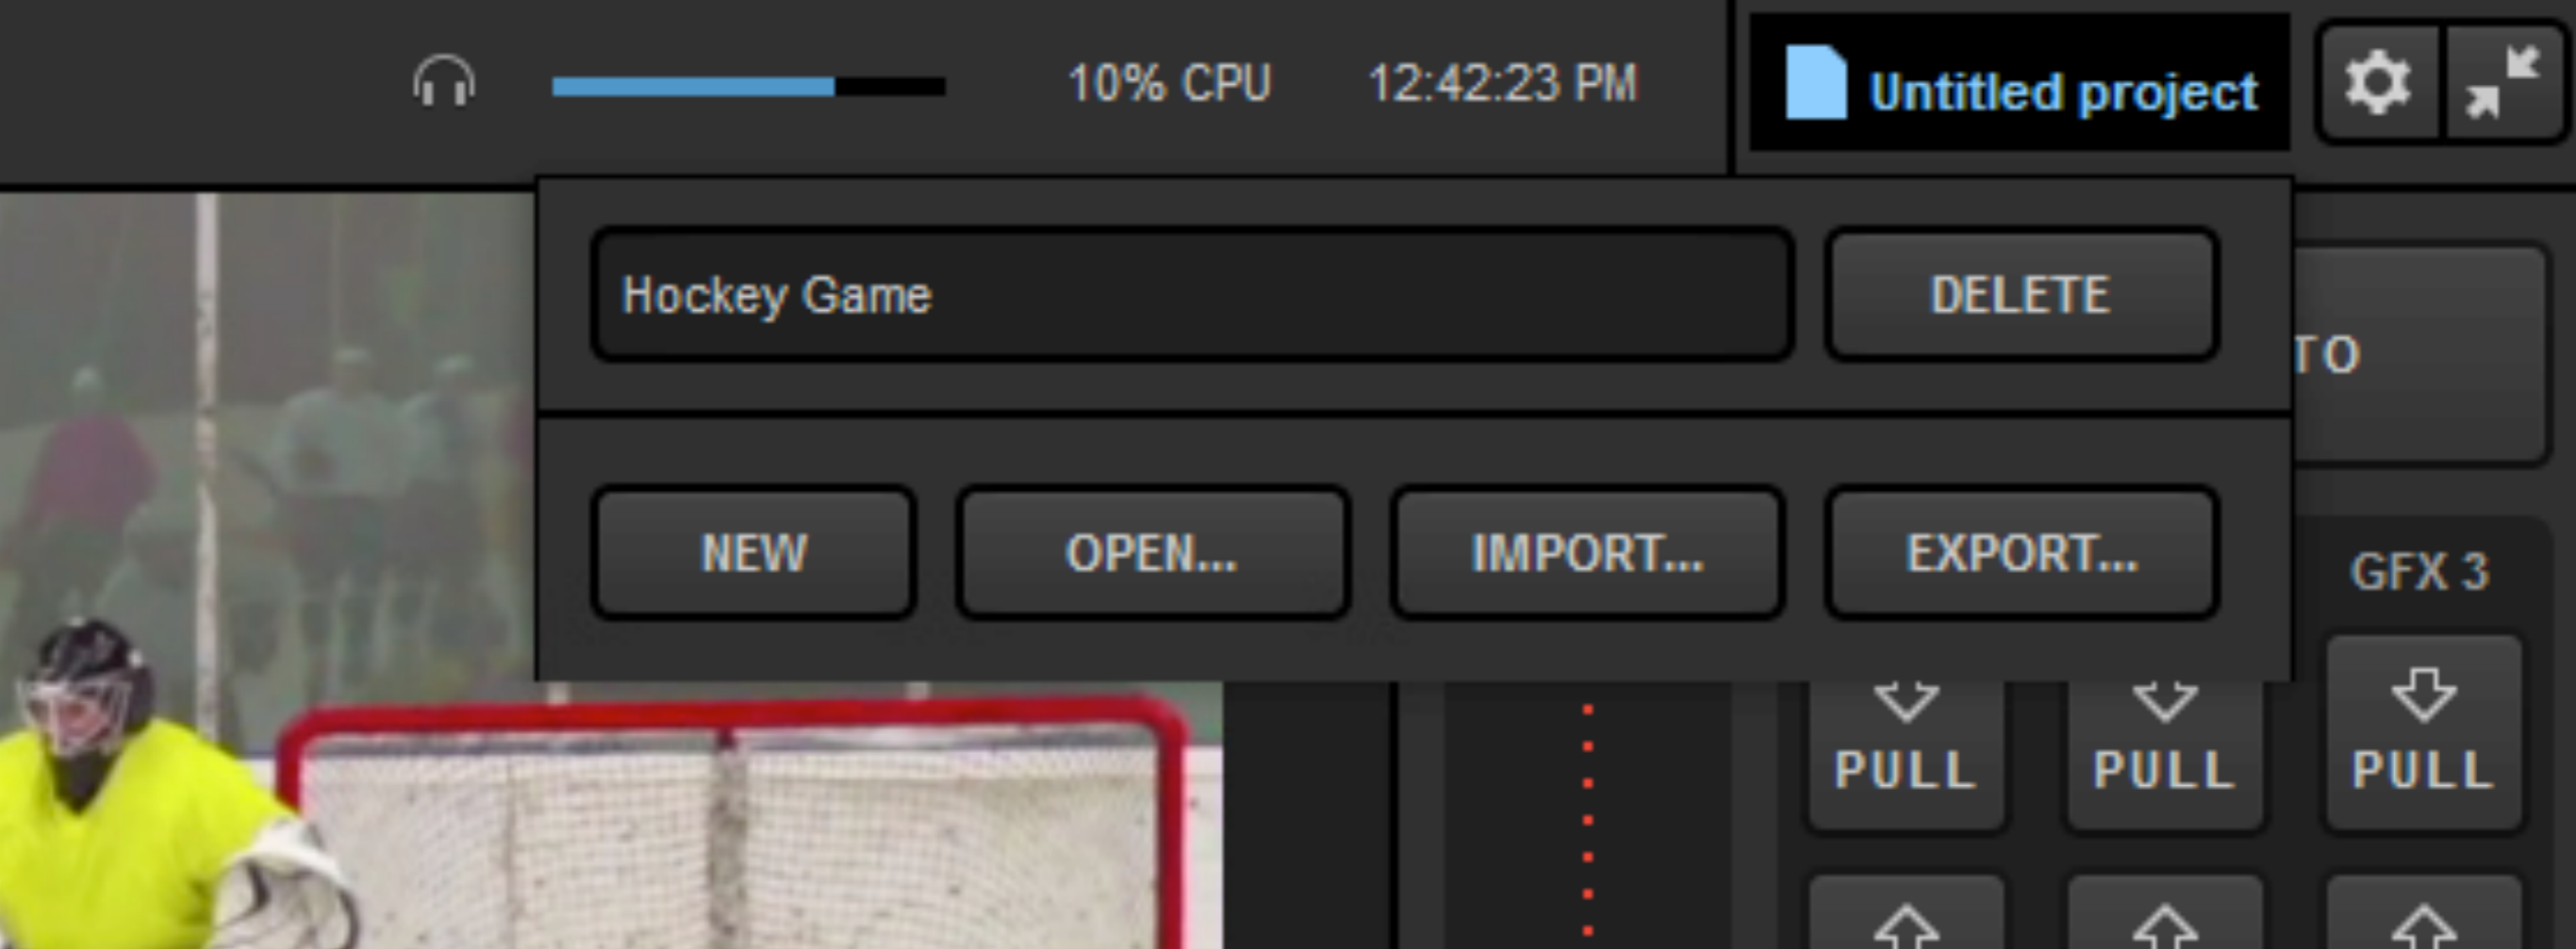 10% CPU 12:42:23 PM Untitled project
Hockey Game DELETE
TO
NEW OPEN... IMPORT... EXPORT...
GFX 3
PULL PULL PULL